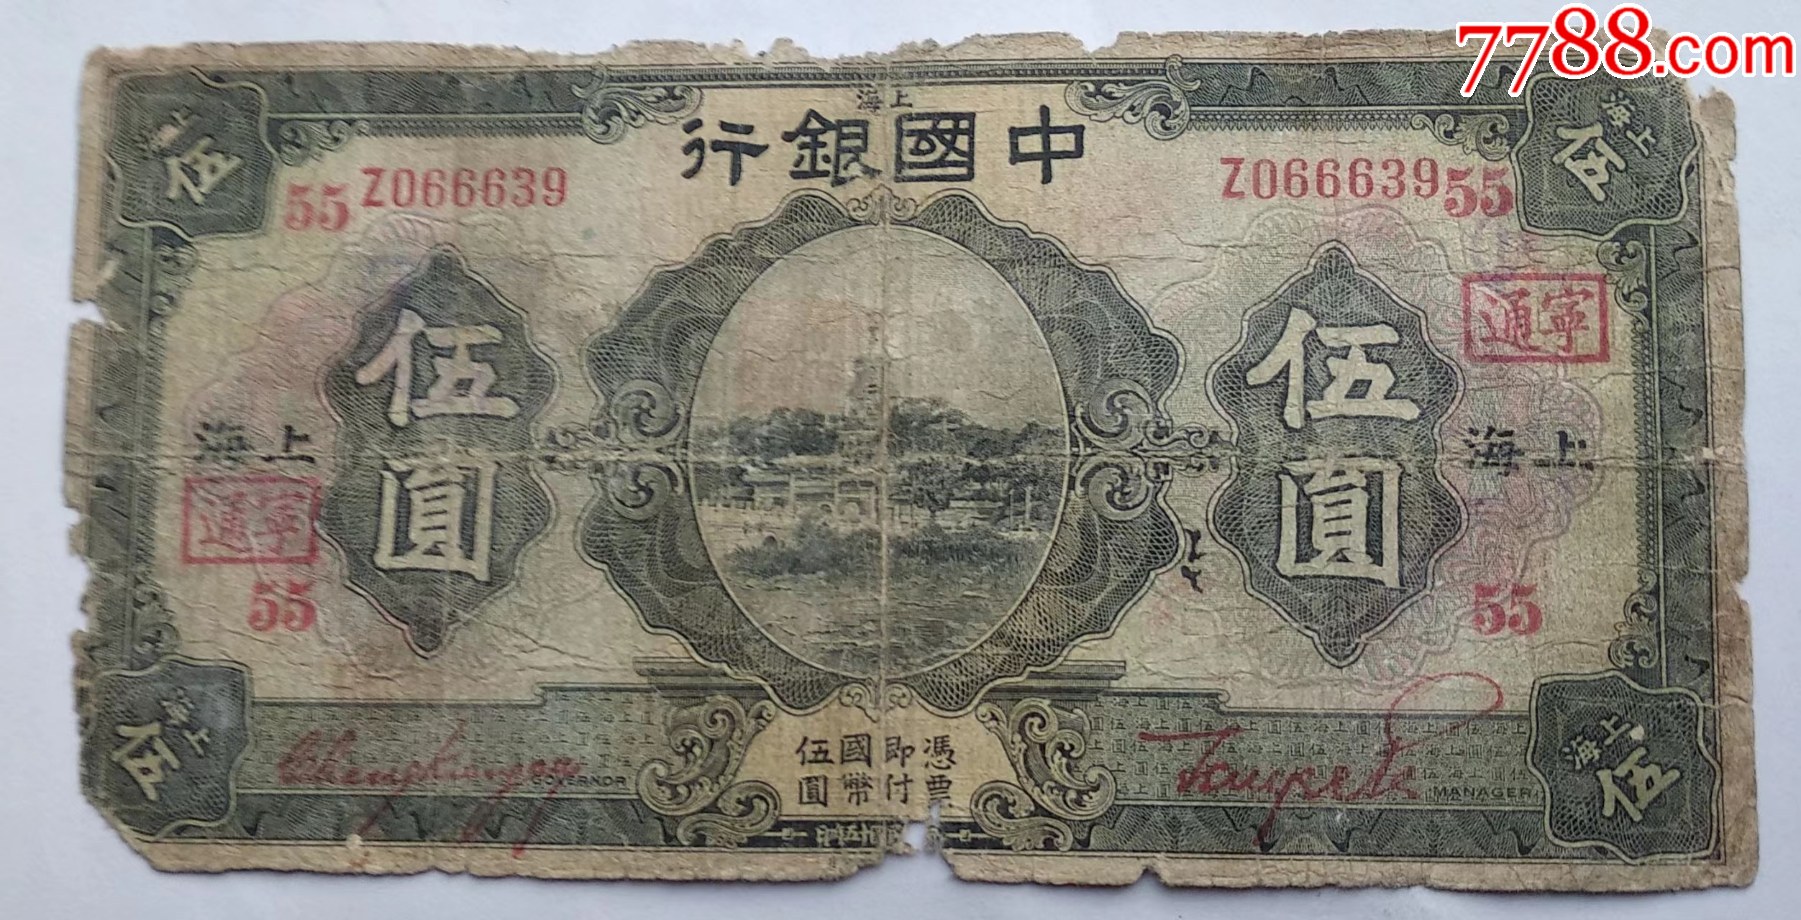 7788.com
上海
中國銀行
上海
伍
上海
伍
55 Z066639
Z066639 55
伍圓
伍圓
寧通
上海
上海
寧通
55
55
憑票
即付
國幣
伍圓
GOVERNOR
MANAGER
上海
伍
上海
伍